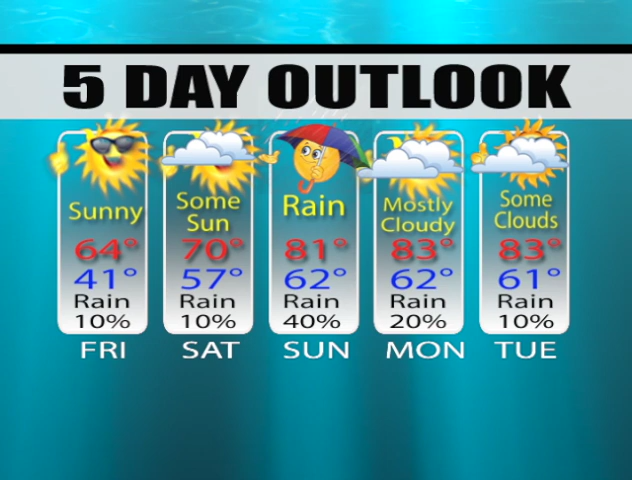 5 DAY OUTLOOK
Sunny
64°
41°
Rain
10%
FRI
Some
Sun
70°
57°
Rain
10%
SAT
Rain
81°
62°
Rain
40%
SUN
Mostly
Cloudy
83°
62°
Rain
20%
MON
Some
Clouds
83°
61°
Rain
10%
TUE